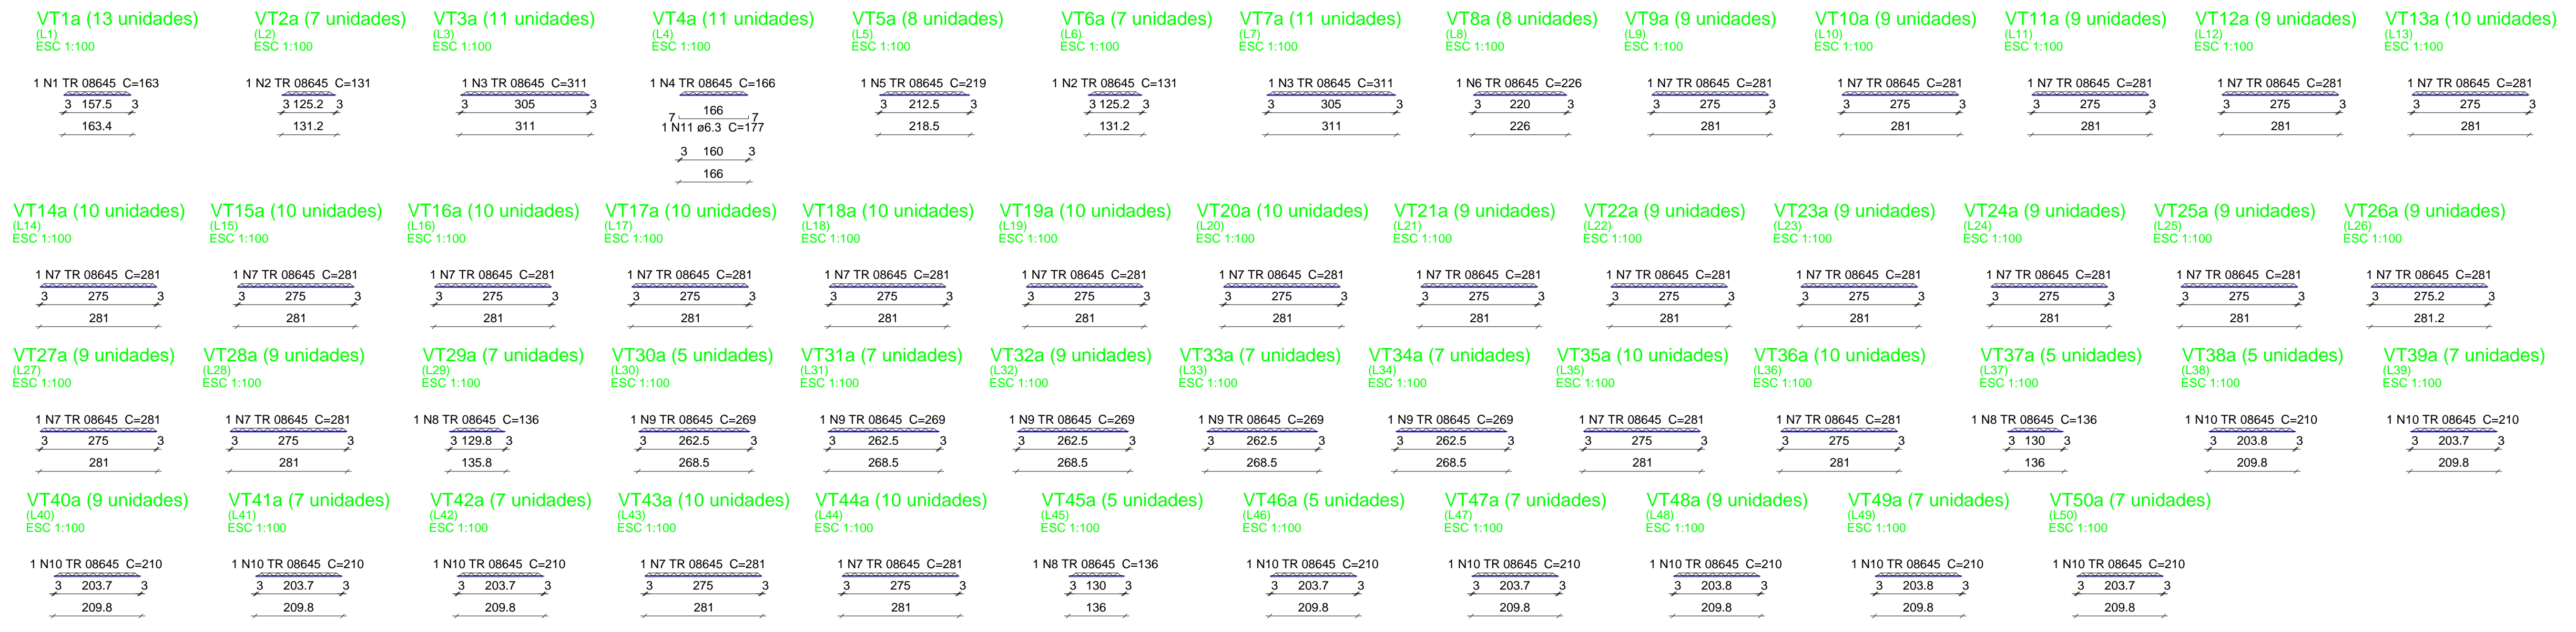 VT1a (13 unidades)
(L1)
ESC 1:100
1 N1 TR 08645 C=163
3 157.5 3
163.4
VT2a (7 unidades)
(L2)
ESC 1:100
1 N2 TR 08645 C=131
3 125.2 3
131.2
VT3a (11 unidades)
(L3)
ESC 1:100
1 N3 TR 08645 C=311
3 305 3
311
VT4a (11 unidades)
(L4)
ESC 1:100
1 N4 TR 08645 C=166
166
7 7
1 N11 ø6.3 C=177
3 160 3
166
VT5a (8 unidades)
(L5)
ESC 1:100
1 N5 TR 08645 C=219
3 212.5 3
218.5
VT6a (7 unidades)
(L6)
ESC 1:100
1 N2 TR 08645 C=131
3 125.2 3
131.2
VT7a (11 unidades)
(L7)
ESC 1:100
1 N3 TR 08645 C=311
3 305 3
311
VT8a (8 unidades)
(L8)
ESC 1:100
1 N6 TR 08645 C=226
3 220 3
226
VT9a (9 unidades)
(L9)
ESC 1:100
1 N7 TR 08645 C=281
3 275 3
281
VT10a (9 unidades)
(L10)
ESC 1:100
1 N7 TR 08645 C=281
3 275 3
281
VT11a (9 unidades)
(L11)
ESC 1:100
1 N7 TR 08645 C=281
3 275 3
281
VT12a (9 unidades)
(L12)
ESC 1:100
1 N7 TR 08645 C=281
3 275 3
281
VT13a (10 unidades)
(L13)
ESC 1:100
1 N7 TR 08645 C=281
3 275 3
281
VT14a (10 unidades)
(L14)
ESC 1:100
1 N7 TR 08645 C=281
3 275 3
281
VT15a (10 unidades)
(L15)
ESC 1:100
1 N7 TR 08645 C=281
3 275 3
281
VT16a (10 unidades)
(L16)
ESC 1:100
1 N7 TR 08645 C=281
3 275 3
281
VT17a (10 unidades)
(L17)
ESC 1:100
1 N7 TR 08645 C=281
3 275 3
281
VT18a (10 unidades)
(L18)
ESC 1:100
1 N7 TR 08645 C=281
3 275 3
281
VT19a (10 unidades)
(L19)
ESC 1:100
1 N7 TR 08645 C=281
3 275 3
281
VT20a (10 unidades)
(L20)
ESC 1:100
1 N7 TR 08645 C=281
3 275 3
281
VT21a (9 unidades)
(L21)
ESC 1:100
1 N7 TR 08645 C=281
3 275 3
281
VT22a (9 unidades)
(L22)
ESC 1:100
1 N7 TR 08645 C=281
3 275 3
281
VT23a (9 unidades)
(L23)
ESC 1:100
1 N7 TR 08645 C=281
3 275 3
281
VT24a (9 unidades)
(L24)
ESC 1:100
1 N7 TR 08645 C=281
3 275 3
281
VT25a (9 unidades)
(L25)
ESC 1:100
1 N7 TR 08645 C=281
3 275 3
281
VT26a (9 unidades)
(L26)
ESC 1:100
1 N7 TR 08645 C=281
3 275.2 3
281.2
VT27a (9 unidades)
(L27)
ESC 1:100
1 N7 TR 08645 C=281
3 275 3
281
VT28a (9 unidades)
(L28)
ESC 1:100
1 N7 TR 08645 C=281
3 275 3
281
VT29a (7 unidades)
(L29)
ESC 1:100
1 N8 TR 08645 C=136
3 129.8 3
135.8
VT30a (5 unidades)
(L30)
ESC 1:100
1 N9 TR 08645 C=269
3 262.5 3
268.5
VT31a (7 unidades)
(L31)
ESC 1:100
1 N9 TR 08645 C=269
3 262.5 3
268.5
VT32a (9 unidades)
(L32)
ESC 1:100
1 N9 TR 08645 C=269
3 262.5 3
268.5
VT33a (7 unidades)
(L33)
ESC 1:100
1 N9 TR 08645 C=269
3 262.5 3
268.5
VT34a (7 unidades)
(L34)
ESC 1:100
1 N9 TR 08645 C=269
3 262.5 3
268.5
VT35a (10 unidades)
(L35)
ESC 1:100
1 N7 TR 08645 C=281
3 275 3
281
VT36a (10 unidades)
(L36)
ESC 1:100
1 N7 TR 08645 C=281
3 275 3
281
VT37a (5 unidades)
(L37)
ESC 1:100
1 N8 TR 08645 C=136
3 130 3
136
VT38a (5 unidades)
(L38)
ESC 1:100
1 N10 TR 08645 C=210
3 203.8 3
209.8
VT39a (7 unidades)
(L39)
ESC 1:100
1 N10 TR 08645 C=210
3 203.7 3
209.8
VT40a (9 unidades)
(L40)
ESC 1:100
1 N10 TR 08645 C=210
3 203.7 3
209.8
VT41a (7 unidades)
(L41)
ESC 1:100
1 N10 TR 08645 C=210
3 203.7 3
209.8
VT42a (7 unidades)
(L42)
ESC 1:100
1 N10 TR 08645 C=210
3 203.7 3
209.8
VT43a (10 unidades)
(L43)
ESC 1:100
1 N7 TR 08645 C=281
3 275 3
281
VT44a (10 unidades)
(L44)
ESC 1:100
1 N7 TR 08645 C=281
3 275 3
281
VT45a (5 unidades)
(L45)
ESC 1:100
1 N8 TR 08645 C=136
3 130 3
136
VT46a (5 unidades)
(L46)
ESC 1:100
1 N10 TR 08645 C=210
3 203.7 3
209.8
VT47a (7 unidades)
(L47)
ESC 1:100
1 N10 TR 08645 C=210
3 203.7 3
209.8
VT48a (9 unidades)
(L48)
ESC 1:100
1 N10 TR 08645 C=210
3 203.8 3
209.8
VT49a (7 unidades)
(L49)
ESC 1:100
1 N10 TR 08645 C=210
3 203.8 3
209.8
VT50a (7 unidades)
(L50)
ESC 1:100
1 N10 TR 08645 C=210
3 203.7 3
209.8